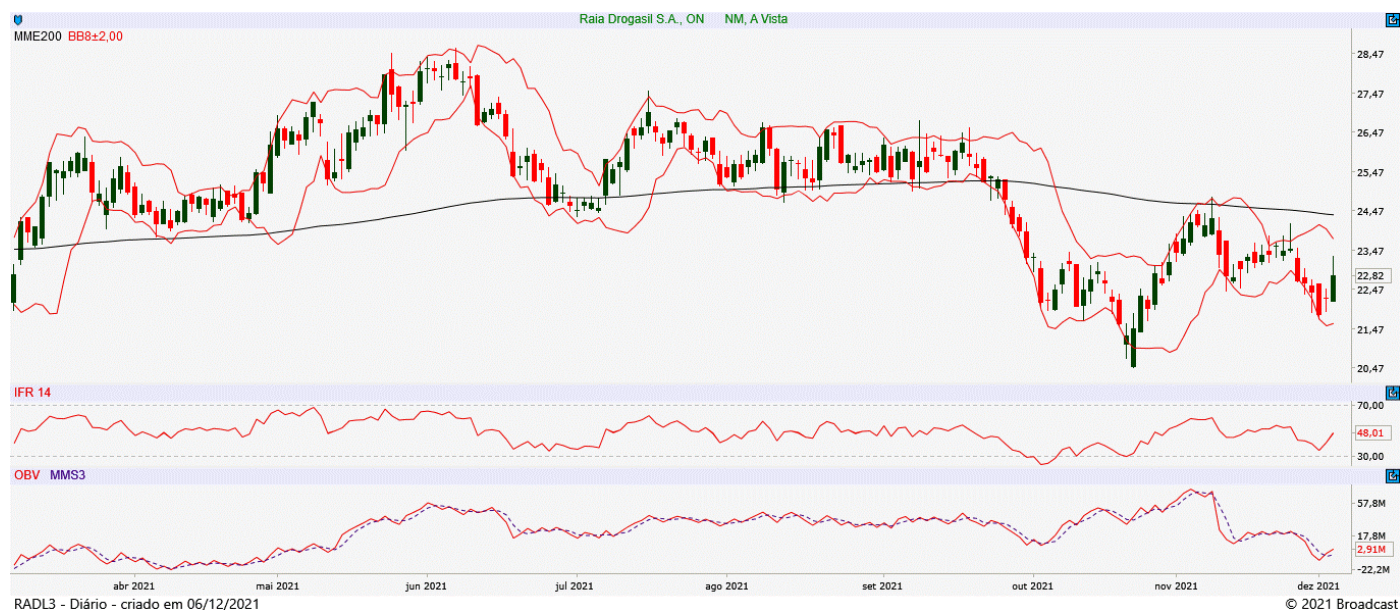 Raia Drogasil S.A., ON NM, A Vista
MME200 BB8±2,00
28,47
27,47
26,47
25,47
24,47
23,47
22,82
22,47
21,47
20,47
IFR 14
70,00
48,01
30,00
OBV MMS3
57,8M
17,8M
2,91M
-22,2M
abr 2021 mai 2021 jun 2021 jul 2021 ago 2021 set 2021 out 2021 nov 2021 dez 2021
RADL3 - Diário - criado em 06/12/2021 © 2021 Broadcast